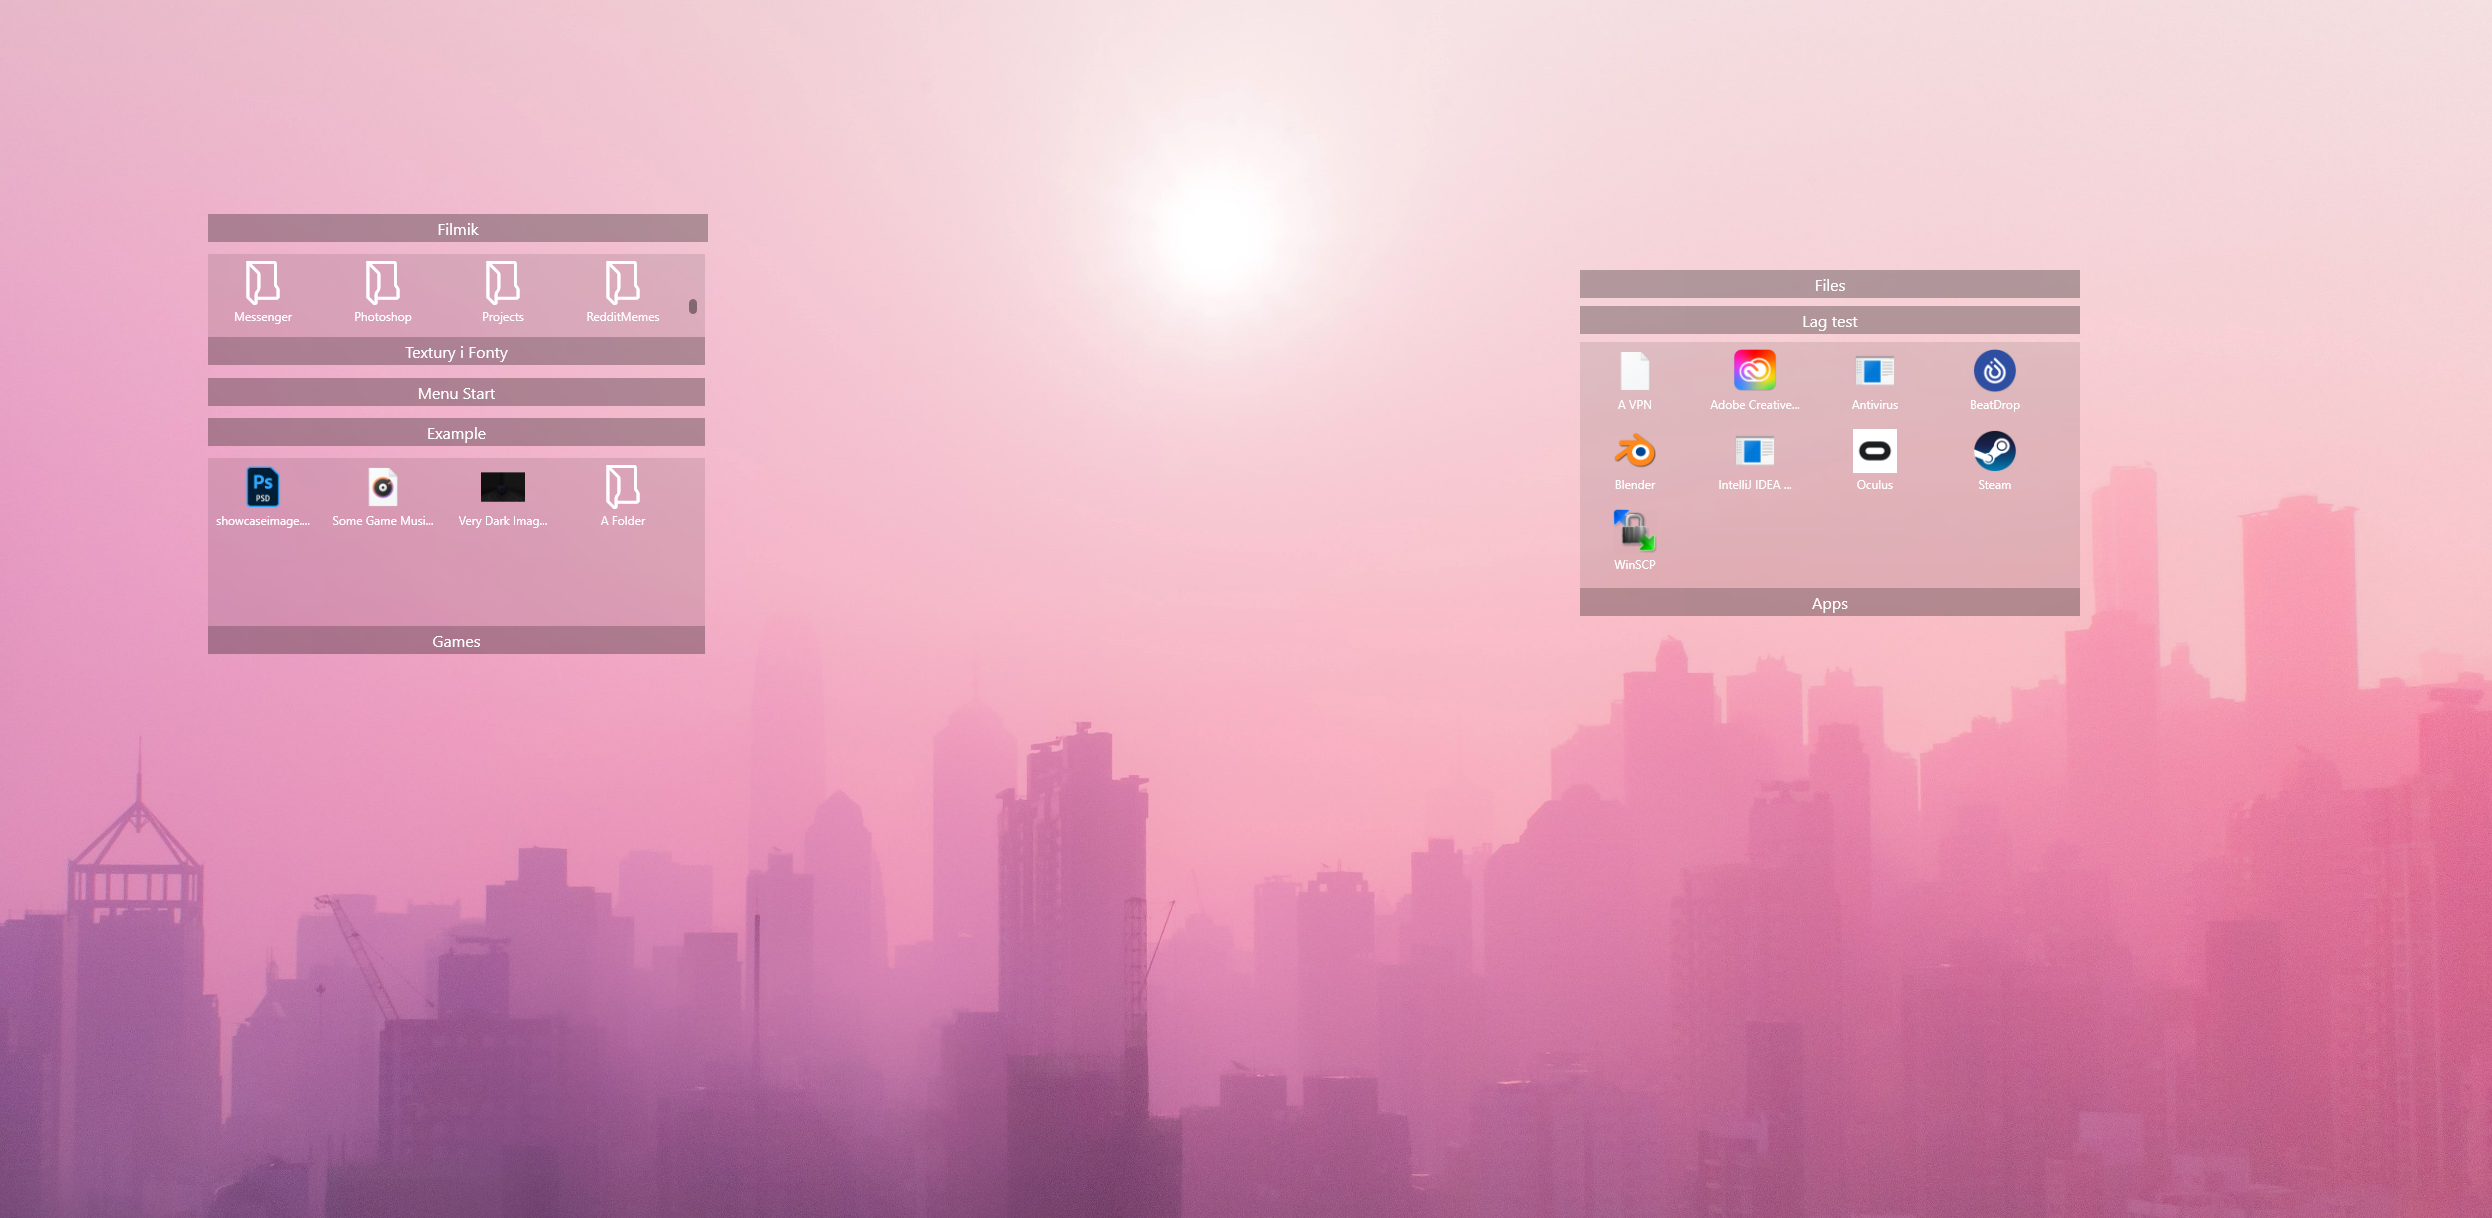 Filmik
Messenger Photoshop Projects RedditMemes
Textury i Fonty
Menu Start
Example
Ps
PSD
showcaseimage.... Some Game Musi... Very Dark Imag... A Folder
Games
Files
Lag test
A VPN Adobe Creative... Antivirus BeatDrop
Blender IntelliJ IDEA ... Oculus Steam
WinSCP
Apps